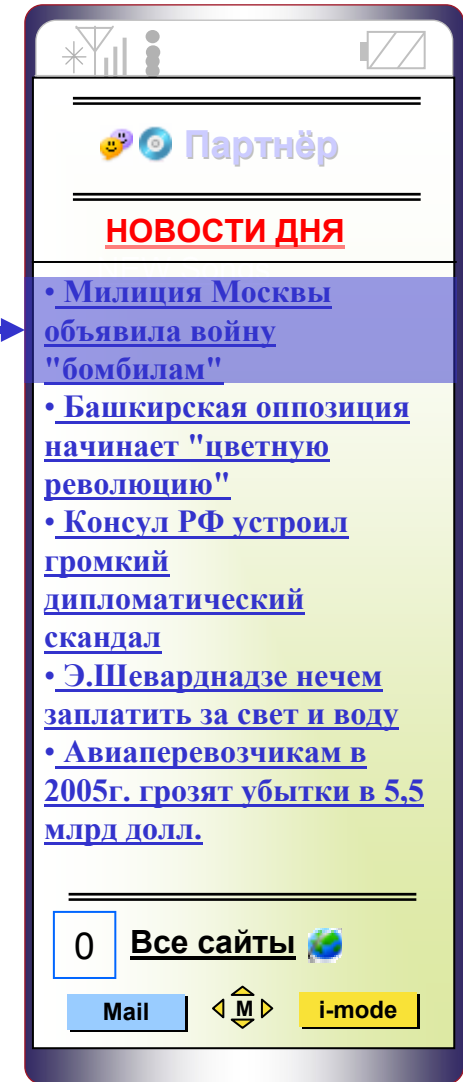 Партнёр
НОВОСТИ ДНЯ
• Милиция Москвы
объявила войну
"бомбилам"
• Башкирская оппозиция
начинает "цветную
революцию"
• Консул РФ устроил
громкий
дипломатический
скандал
• Э.Шеварднадзе нечем
заплатить за свет и воду
• Авиаперевозчикам в
2005г. грозят убытки в 5,5
млрд долл.
0 Все сайты
Mail M i-mode